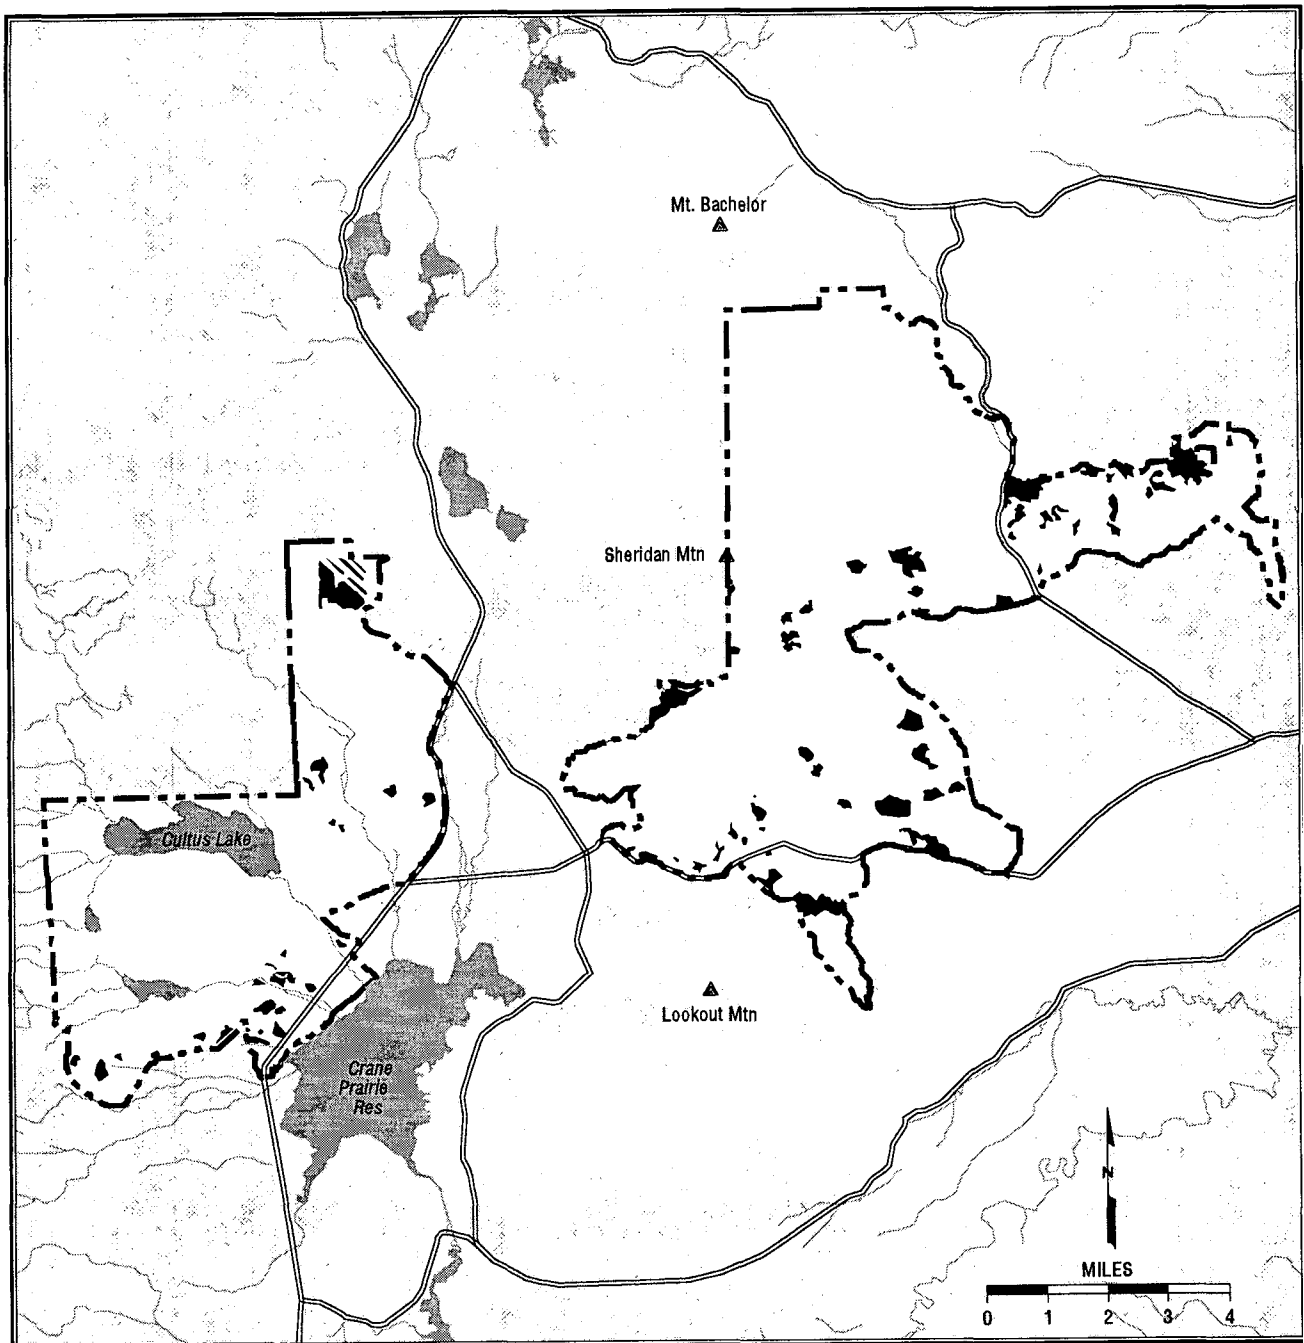 Mt. Bachelor
Sheridan Mtn
Cultus Lake
Lookout Mtn
Crane
Prairie
Res
N
MILES
0 1 2 3 4